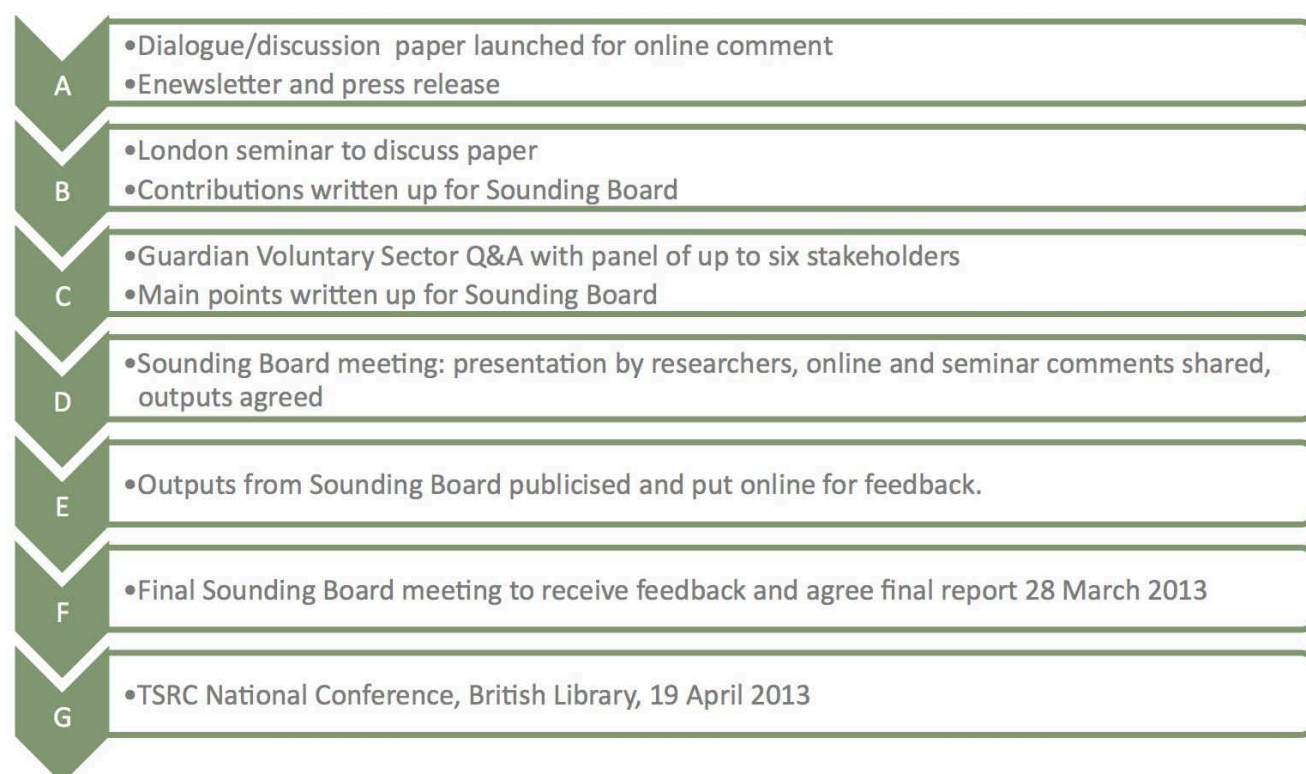 A
•Dialogue/discussion paper launched for online comment
•Enewsletter and press release
B
•London seminar to discuss paper
•Contributions written up for Sounding Board
C
•Guardian Voluntary Sector Q&A with panel of up to six stakeholders
•Main points written up for Sounding Board
D
•Sounding Board meeting: presentation by researchers, online and seminar comments shared,
outputs agreed
E
•Outputs from Sounding Board publicised and put online for feedback.
F
•Final Sounding Board meeting to receive feedback and agree final report 28 March 2013
G
•TSRC National Conference, British Library, 19 April 2013